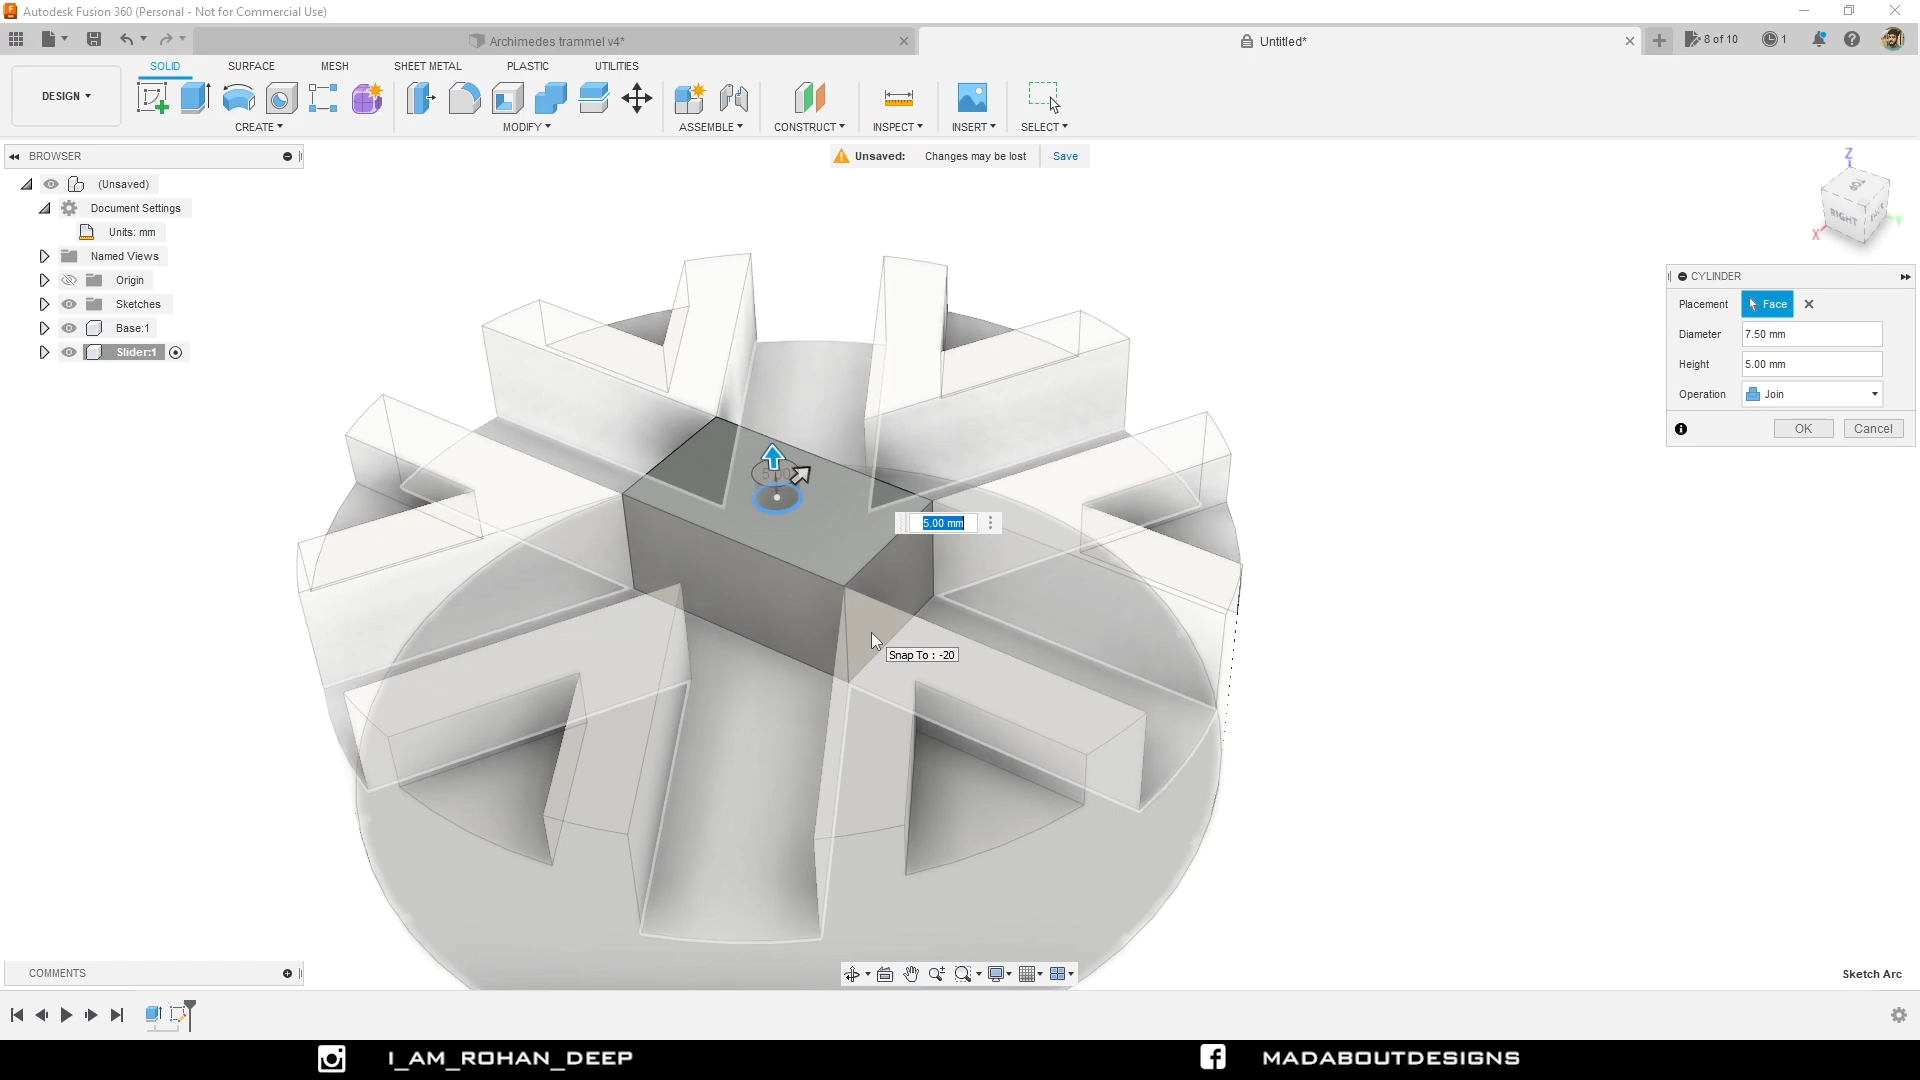 Autodesk Fusion 360 (Personal - Not for Commercial Use)
Archimedes trammel v4*
Untitled*
8 of 10
1
DESIGN
SOLID
SURFACE
MESH
SHEET METAL
PLASTIC
UTILITIES
CREATE
MODIFY
ASSEMBLE
CONSTRUCT
INSPECT
INSERT
SELECT
BROWSER
Unsaved: Changes may be lost
Save
(Unsaved)
Document Settings
Units: mm
Named Views
Origin
Sketches
Base:1
Slider:1
Z
TOP
RIGHT
X
Y
CYLINDER
Placement
Face
Diameter
7.50 mm
Height
5.00 mm
Operation
Join
OK
Cancel
5.00 mm
Snap To : -20
COMMENTS
Sketch Arc
I_AM_ROHAN_DEEP
MADABOUTDESIGNS